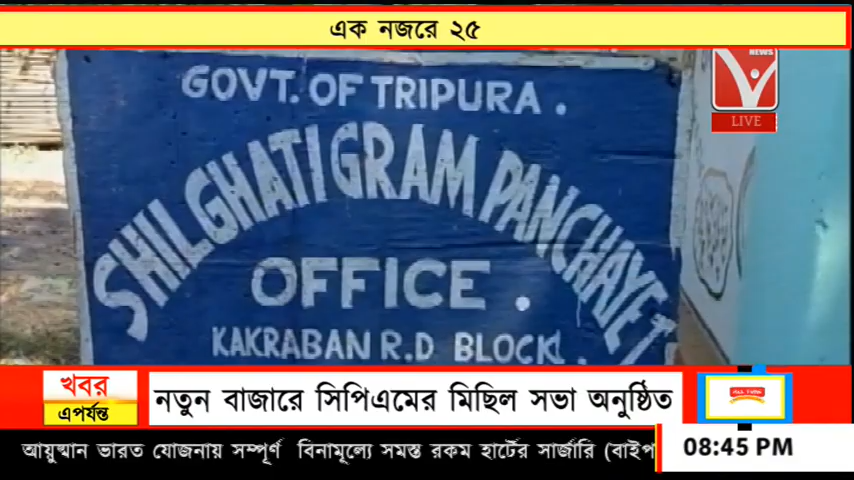 এক নজরে ২৫
NEWS
LIVE
GOVT. OF TRIPURA.
SHILGHATI GRAM PANCHAYET
OFFICE.
KAKRABAN R.D BLOCK.
খবর
এপর্যন্ত
নতুন বাজারে সিপিএমের মিছিল সভা অনুষ্ঠিত
আয়ুষ্মান ভারত যোজনায় সম্পূর্ণ বিনামূল্যে সমস্ত রকম হার্টের সার্জারি (বাইপ
08:45 PM